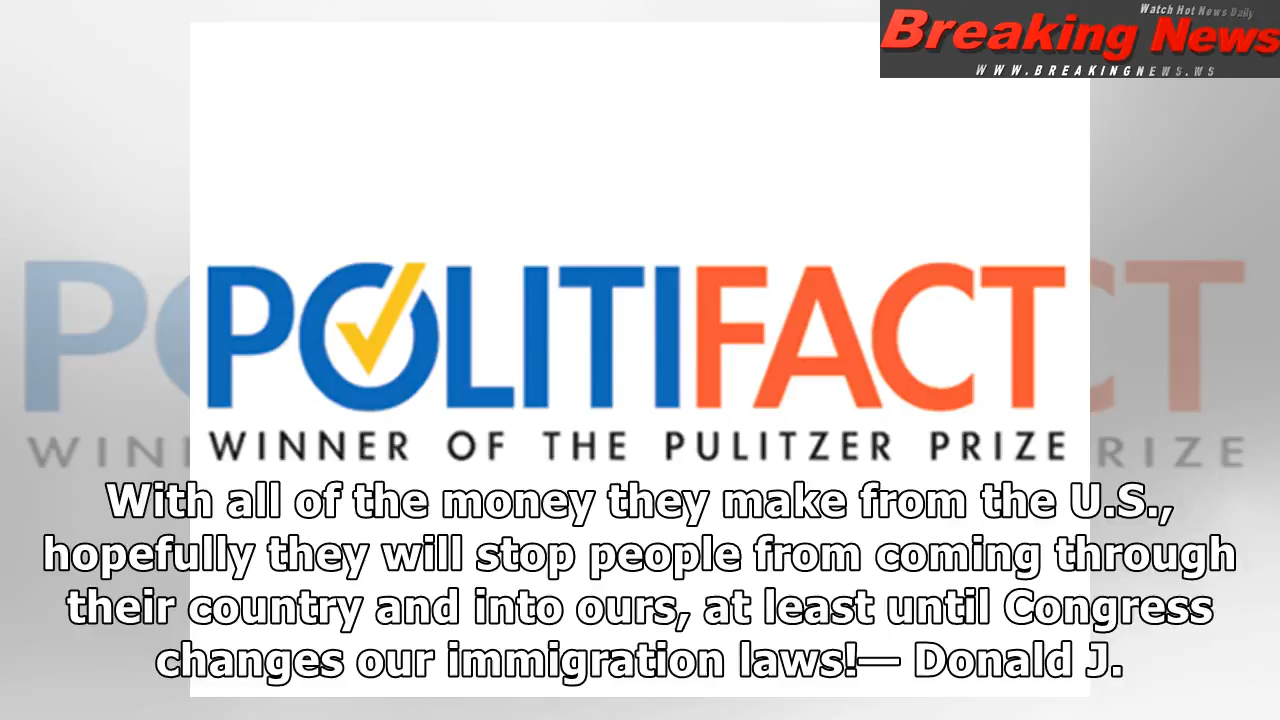 Watch Hot News Daily
Breaking News
WWW.BREAKINGNEWS.WS
POLITIFACT
WINNER OF THE PULITZER PRIZE
With all of the money they make from the U.S.,
hopefully they will stop people from coming through
their country and into ours, at least until Congress
changes our immigration laws!— Donald J.